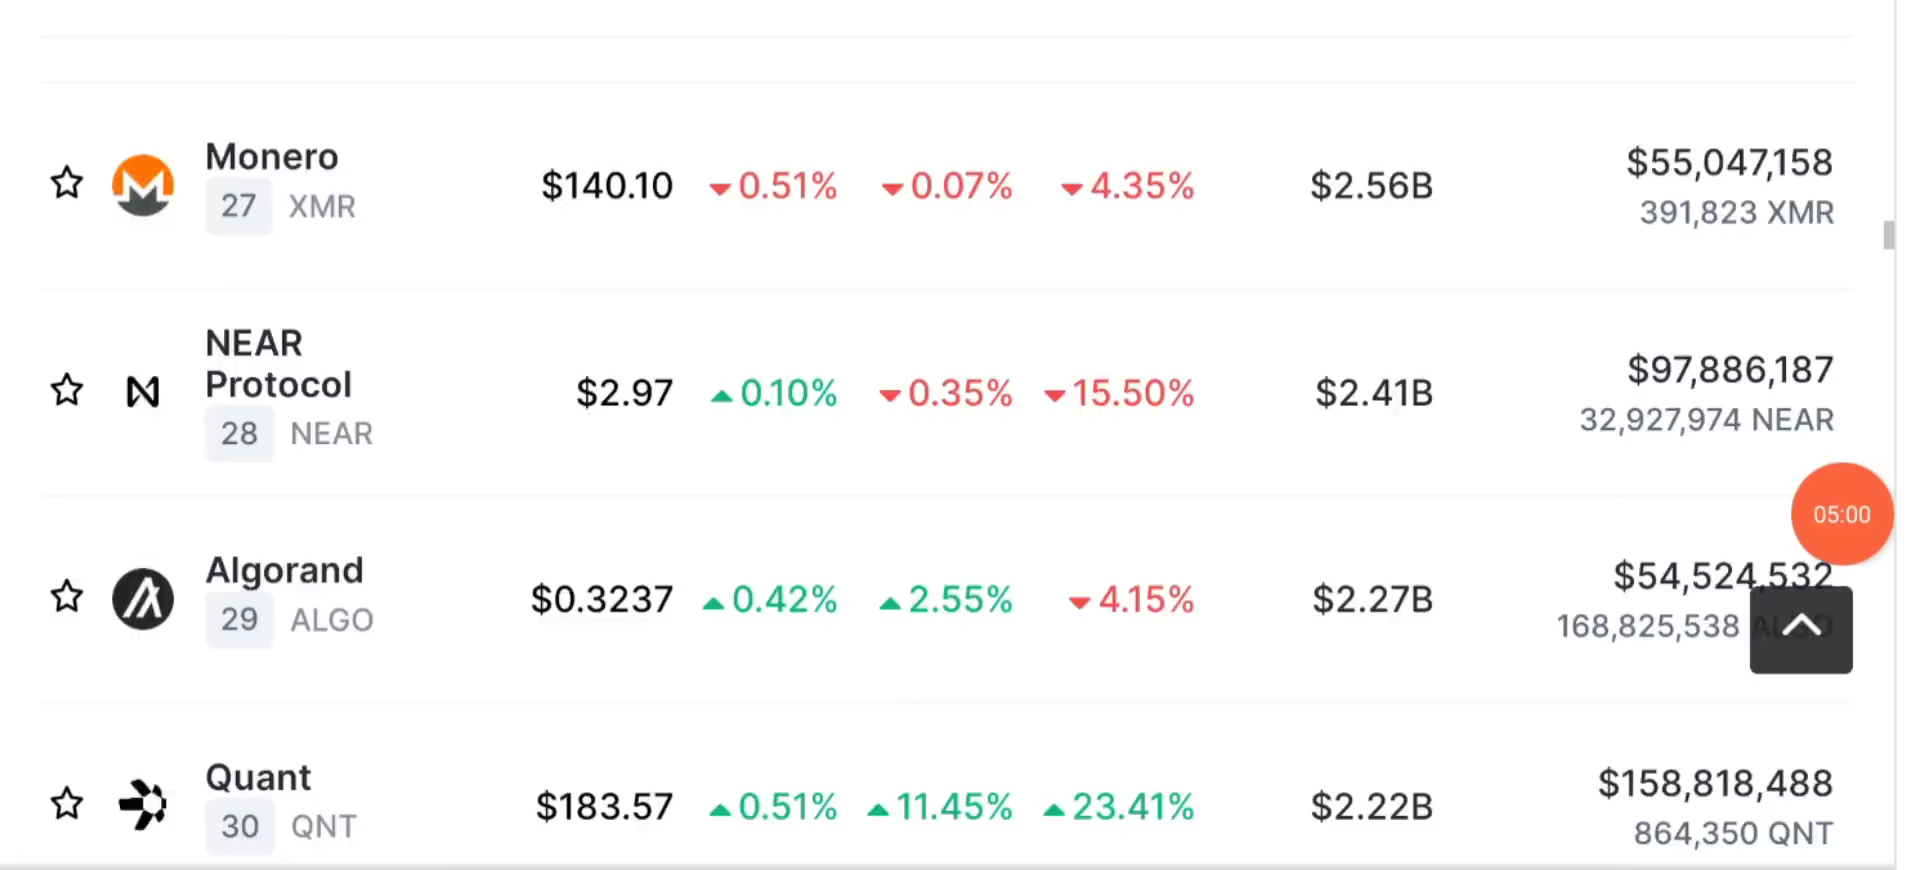 Monero
27 XMR
$140.10 0.51% 0.07% 4.35% $2.56B
$55,047,158
391,823 XMR
NEAR
Protocol
28 NEAR
$2.97 0.10% 0.35% 15.50% $2.41B
$97,886,187
32,927,974 NEAR
05:00
Algorand
29 ALGO
$0.3237 0.42% 2.55% 4.15% $2.27B
$54,524,532
168,825,538
Quant
30 QNT
$183.57 0.51% 11.45% 23.41% $2.22B
$158,818,488
864,350 QNT